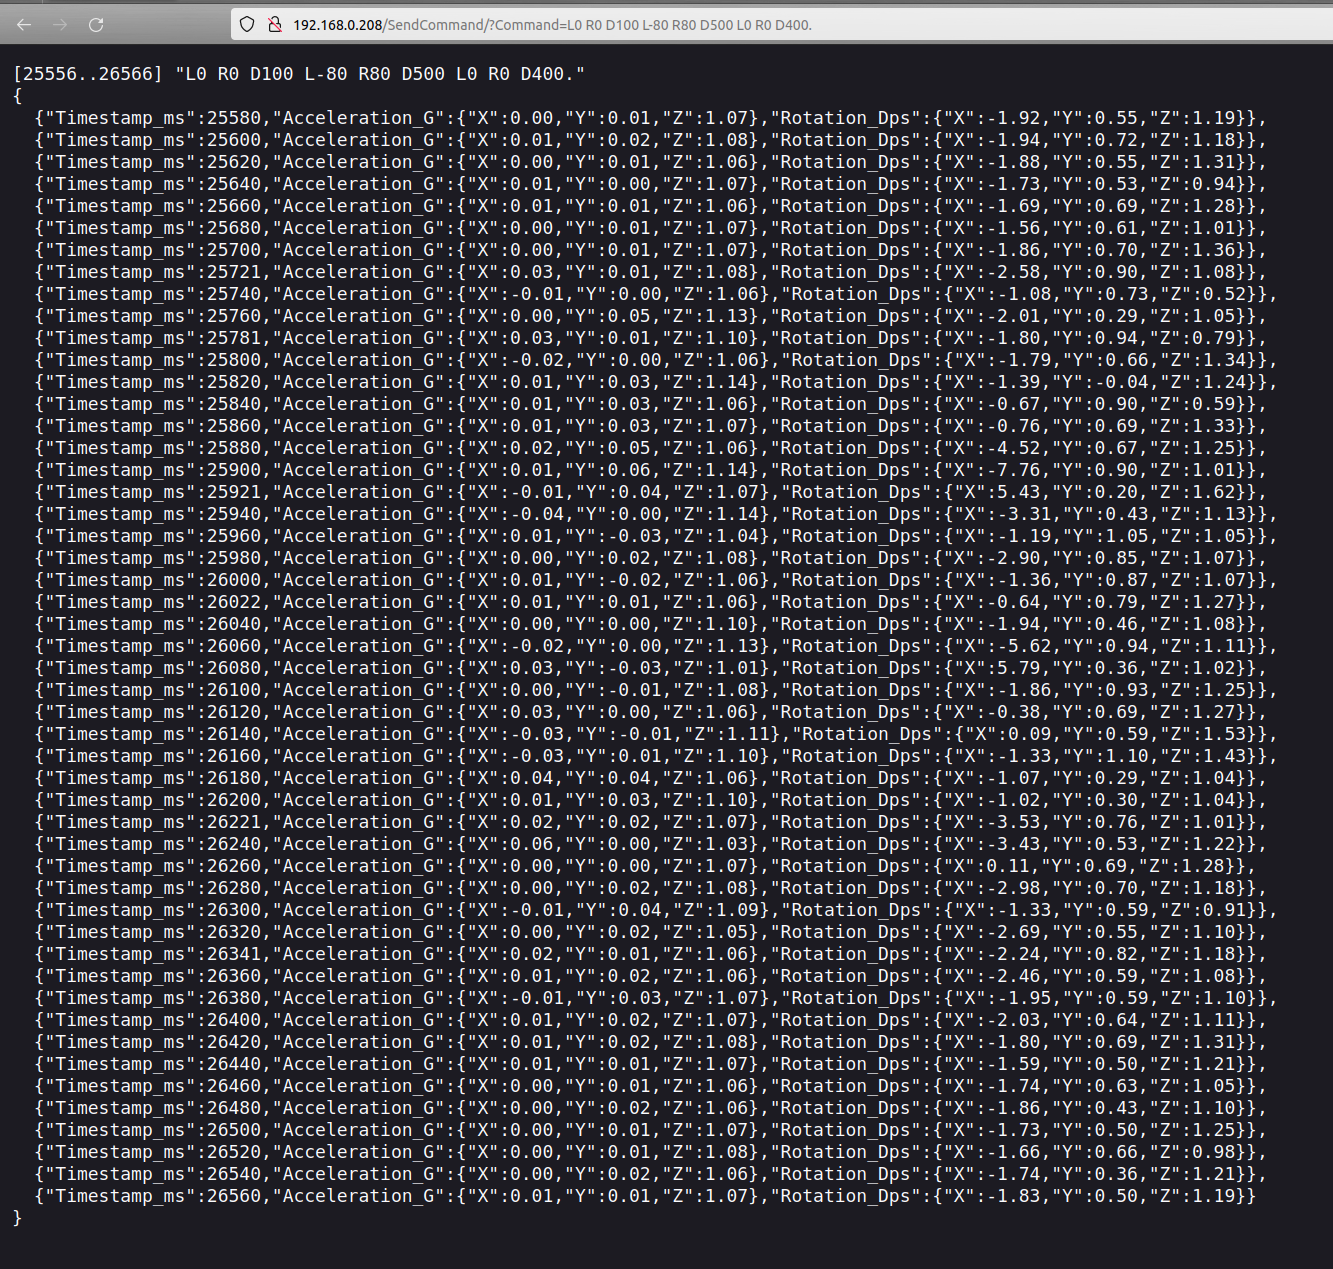 192.168.0.208/SendCommand/?Command=L0 R0 D100 L-80 R80 D500 L0 R0 D400.
[25556..26566] "L0 R0 D100 L-80 R80 D500 L0 R0 D400."
{
{"Timestamp_ms":25580,"Acceleration_G":{"X":0.00,"Y":0.01,"Z":1.07},"Rotation_Dps":{"X":-1.92,"Y":0.55,"Z":1.19}},
{"Timestamp_ms":25600,"Acceleration_G":{"X":0.01,"Y":0.02,"Z":1.08},"Rotation_Dps":{"X":-1.94,"Y":0.72,"Z":1.18}},
{"Timestamp_ms":25620,"Acceleration_G":{"X":0.00,"Y":0.01,"Z":1.06},"Rotation_Dps":{"X":-1.88,"Y":0.55,"Z":1.31}},
{"Timestamp_ms":25640,"Acceleration_G":{"X":0.01,"Y":0.00,"Z":1.07},"Rotation_Dps":{"X":-1.73,"Y":0.53,"Z":0.94}},
{"Timestamp_ms":25660,"Acceleration_G":{"X":0.01,"Y":0.01,"Z":1.06},"Rotation_Dps":{"X":-1.69,"Y":0.69,"Z":1.28}},
{"Timestamp_ms":25680,"Acceleration_G":{"X":0.00,"Y":0.01,"Z":1.07},"Rotation_Dps":{"X":-1.56,"Y":0.61,"Z":1.01}},
{"Timestamp_ms":25700,"Acceleration_G":{"X":0.00,"Y":0.01,"Z":1.07},"Rotation_Dps":{"X":-1.86,"Y":0.70,"Z":1.36}},
{"Timestamp_ms":25721,"Acceleration_G":{"X":0.03,"Y":0.01,"Z":1.08},"Rotation_Dps":{"X":-2.58,"Y":0.90,"Z":1.08}},
{"Timestamp_ms":25740,"Acceleration_G":{"X":-0.01,"Y":0.00,"Z":1.06},"Rotation_Dps":{"X":-1.08,"Y":0.73,"Z":0.52}},
{"Timestamp_ms":25760,"Acceleration_G":{"X":0.00,"Y":0.05,"Z":1.13},"Rotation_Dps":{"X":-2.01,"Y":0.29,"Z":1.05}},
{"Timestamp_ms":25781,"Acceleration_G":{"X":0.03,"Y":0.01,"Z":1.10},"Rotation_Dps":{"X":-1.80,"Y":0.94,"Z":0.79}},
{"Timestamp_ms":25800,"Acceleration_G":{"X":-0.02,"Y":0.00,"Z":1.06},"Rotation_Dps":{"X":-1.79,"Y":0.66,"Z":1.34}},
{"Timestamp_ms":25820,"Acceleration_G":{"X":0.01,"Y":0.03,"Z":1.14},"Rotation_Dps":{"X":-1.39,"Y":-0.04,"Z":1.24}},
{"Timestamp_ms":25840,"Acceleration_G":{"X":0.01,"Y":0.03,"Z":1.06},"Rotation_Dps":{"X":-0.67,"Y":0.90,"Z":0.59}},
{"Timestamp_ms":25860,"Acceleration_G":{"X":0.01,"Y":0.03,"Z":1.07},"Rotation_Dps":{"X":-0.76,"Y":0.69,"Z":1.33}},
{"Timestamp_ms":25880,"Acceleration_G":{"X":0.02,"Y":0.05,"Z":1.06},"Rotation_Dps":{"X":-4.52,"Y":0.67,"Z":1.25}},
{"Timestamp_ms":25900,"Acceleration_G":{"X":0.01,"Y":0.06,"Z":1.14},"Rotation_Dps":{"X":-7.76,"Y":0.90,"Z":1.01}},
{"Timestamp_ms":25921,"Acceleration_G":{"X":-0.01,"Y":0.04,"Z":1.07},"Rotation_Dps":{"X":5.43,"Y":0.20,"Z":1.62}},
{"Timestamp_ms":25940,"Acceleration_G":{"X":-0.04,"Y":0.00,"Z":1.14},"Rotation_Dps":{"X":-3.31,"Y":0.43,"Z":1.13}},
{"Timestamp_ms":25960,"Acceleration_G":{"X":0.01,"Y":-0.03,"Z":1.04},"Rotation_Dps":{"X":-1.19,"Y":1.05,"Z":1.05}},
{"Timestamp_ms":25980,"Acceleration_G":{"X":0.00,"Y":0.02,"Z":1.08},"Rotation_Dps":{"X":-2.90,"Y":0.85,"Z":1.07}},
{"Timestamp_ms":26000,"Acceleration_G":{"X":0.01,"Y":-0.02,"Z":1.06},"Rotation_Dps":{"X":-1.36,"Y":0.87,"Z":1.07}},
{"Timestamp_ms":26022,"Acceleration_G":{"X":0.01,"Y":0.01,"Z":1.06},"Rotation_Dps":{"X":-0.64,"Y":0.79,"Z":1.27}},
{"Timestamp_ms":26040,"Acceleration_G":{"X":0.00,"Y":0.00,"Z":1.10},"Rotation_Dps":{"X":-1.94,"Y":0.46,"Z":1.08}},
{"Timestamp_ms":26060,"Acceleration_G":{"X":-0.02,"Y":0.00,"Z":1.13},"Rotation_Dps":{"X":-5.62,"Y":0.94,"Z":1.11}},
{"Timestamp_ms":26080,"Acceleration_G":{"X":0.03,"Y":-0.03,"Z":1.01},"Rotation_Dps":{"X":5.79,"Y":0.36,"Z":1.02}},
{"Timestamp_ms":26100,"Acceleration_G":{"X":0.00,"Y":-0.01,"Z":1.08},"Rotation_Dps":{"X":-1.86,"Y":0.93,"Z":1.25}},
{"Timestamp_ms":26120,"Acceleration_G":{"X":0.03,"Y":0.00,"Z":1.06},"Rotation_Dps":{"X":-0.38,"Y":0.69,"Z":1.27}},
{"Timestamp_ms":26140,"Acceleration_G":{"X":-0.03,"Y":-0.01,"Z":1.11},"Rotation_Dps":{"X":0.09,"Y":0.59,"Z":1.53}},
{"Timestamp_ms":26160,"Acceleration_G":{"X":-0.03,"Y":0.01,"Z":1.10},"Rotation_Dps":{"X":-1.33,"Y":1.10,"Z":1.43}},
{"Timestamp_ms":26180,"Acceleration_G":{"X":0.04,"Y":0.04,"Z":1.06},"Rotation_Dps":{"X":-1.07,"Y":0.29,"Z":1.04}},
{"Timestamp_ms":26200,"Acceleration_G":{"X":0.01,"Y":0.03,"Z":1.10},"Rotation_Dps":{"X":-1.02,"Y":0.30,"Z":1.04}},
{"Timestamp_ms":26221,"Acceleration_G":{"X":0.02,"Y":0.02,"Z":1.07},"Rotation_Dps":{"X":-3.53,"Y":0.76,"Z":1.01}},
{"Timestamp_ms":26240,"Acceleration_G":{"X":0.06,"Y":0.00,"Z":1.03},"Rotation_Dps":{"X":-3.43,"Y":0.53,"Z":1.22}},
{"Timestamp_ms":26260,"Acceleration_G":{"X":0.00,"Y":0.00,"Z":1.07},"Rotation_Dps":{"X":0.11,"Y":0.69,"Z":1.28}},
{"Timestamp_ms":26280,"Acceleration_G":{"X":0.00,"Y":0.02,"Z":1.08},"Rotation_Dps":{"X":-2.98,"Y":0.70,"Z":1.18}},
{"Timestamp_ms":26300,"Acceleration_G":{"X":-0.01,"Y":0.04,"Z":1.09},"Rotation_Dps":{"X":-1.33,"Y":0.59,"Z":0.91}},
{"Timestamp_ms":26320,"Acceleration_G":{"X":0.00,"Y":0.02,"Z":1.05},"Rotation_Dps":{"X":-2.69,"Y":0.55,"Z":1.10}},
{"Timestamp_ms":26341,"Acceleration_G":{"X":0.02,"Y":0.01,"Z":1.06},"Rotation_Dps":{"X":-2.24,"Y":0.82,"Z":1.18}},
{"Timestamp_ms":26360,"Acceleration_G":{"X":0.01,"Y":0.02,"Z":1.06},"Rotation_Dps":{"X":-2.46,"Y":0.59,"Z":1.08}},
{"Timestamp_ms":26380,"Acceleration_G":{"X":-0.01,"Y":0.03,"Z":1.07},"Rotation_Dps":{"X":-1.95,"Y":0.59,"Z":1.10}},
{"Timestamp_ms":26400,"Acceleration_G":{"X":0.01,"Y":0.02,"Z":1.07},"Rotation_Dps":{"X":-2.03,"Y":0.64,"Z":1.11}},
{"Timestamp_ms":26420,"Acceleration_G":{"X":0.01,"Y":0.02,"Z":1.08},"Rotation_Dps":{"X":-1.80,"Y":0.69,"Z":1.31}},
{"Timestamp_ms":26440,"Acceleration_G":{"X":0.01,"Y":0.01,"Z":1.07},"Rotation_Dps":{"X":-1.59,"Y":0.50,"Z":1.21}},
{"Timestamp_ms":26460,"Acceleration_G":{"X":0.00,"Y":0.01,"Z":1.06},"Rotation_Dps":{"X":-1.74,"Y":0.63,"Z":1.05}},
{"Timestamp_ms":26480,"Acceleration_G":{"X":0.00,"Y":0.02,"Z":1.06},"Rotation_Dps":{"X":-1.86,"Y":0.43,"Z":1.10}},
{"Timestamp_ms":26500,"Acceleration_G":{"X":0.00,"Y":0.01,"Z":1.07},"Rotation_Dps":{"X":-1.73,"Y":0.50,"Z":1.25}},
{"Timestamp_ms":26520,"Acceleration_G":{"X":0.00,"Y":0.01,"Z":1.08},"Rotation_Dps":{"X":-1.66,"Y":0.66,"Z":0.98}},
{"Timestamp_ms":26540,"Acceleration_G":{"X":0.00,"Y":0.02,"Z":1.06},"Rotation_Dps":{"X":-1.74,"Y":0.36,"Z":1.21}},
{"Timestamp_ms":26560,"Acceleration_G":{"X":0.01,"Y":0.01,"Z":1.07},"Rotation_Dps":{"X":-1.83,"Y":0.50,"Z":1.19}}
}